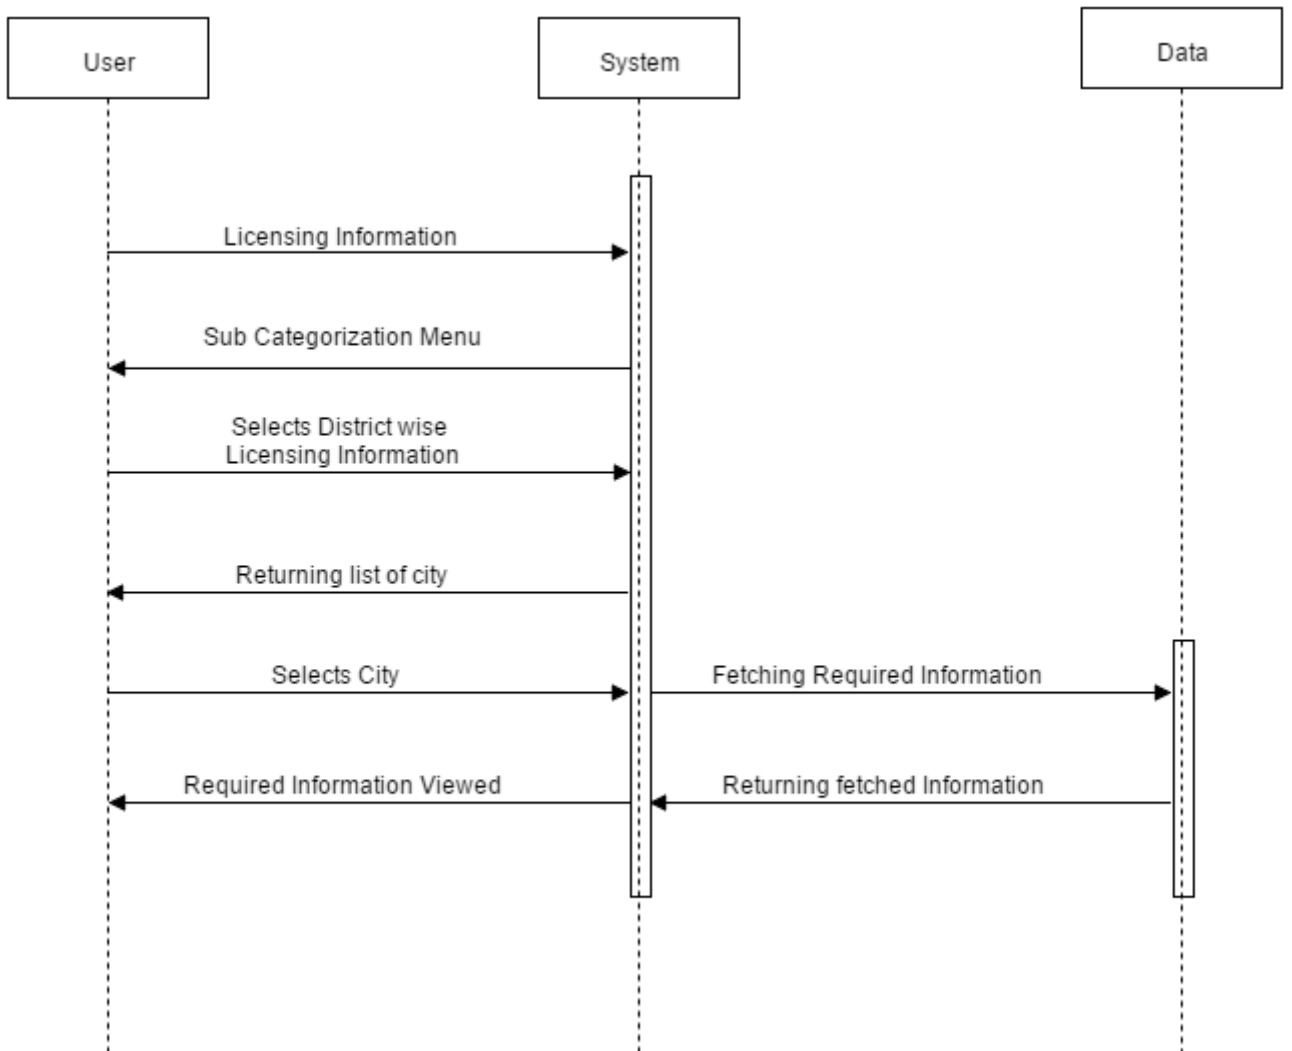 User
System
Data
Licensing Information
Sub Categorization Menu
Selects District wise
Licensing Information
Returning list of city
Selects City
Fetching Required Information
Required Information Viewed
Returning fetched Information